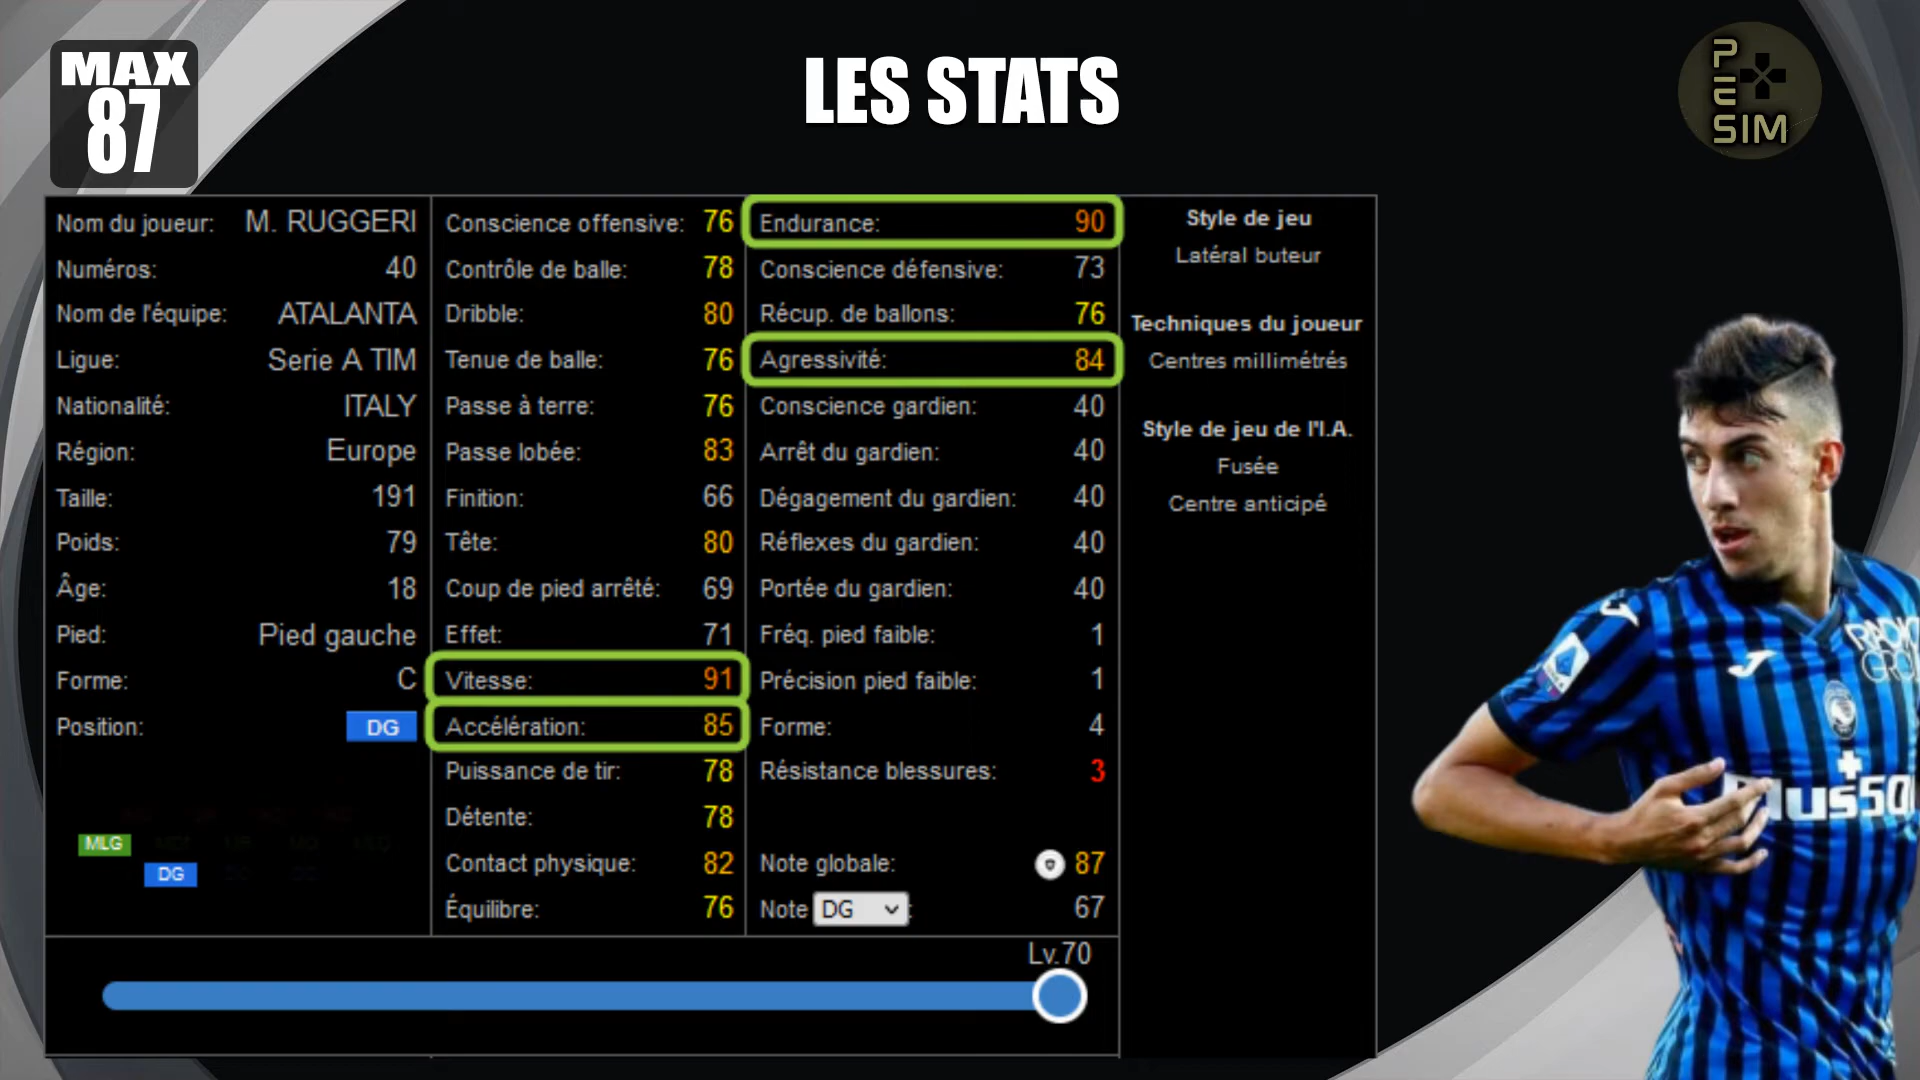 MAX
87
LES STATS
PE
SIM
Nom du joueur: M. RUGGERI
Numéros: 40
Nom de l'équipe: ATALANTA
Ligue: Serie A TIM
Nationalité: ITALY
Région: Europe
Taille: 191
Poids: 79
Âge: 18
Pied: Pied gauche
Forme: C
Position: DG
MLG
DG
Conscience offensive: 76
Contrôle de balle: 78
Dribble: 80
Tenue de balle: 76
Passe à terre: 76
Passe lobée: 83
Finition: 66
Tête: 80
Coup de pied arrêté: 69
Effet: 71
Vitesse: 91
Accélération: 85
Puissance de tir: 78
Détente: 78
Contact physique: 82
Équilibre: 76
Endurance: 90
Conscience défensive: 73
Récup. de ballons: 76
Agressivité: 84
Conscience gardien: 40
Arrêt du gardien: 40
Dégagement du gardien: 40
Réflexes du gardien: 40
Portée du gardien: 40
Fréq. pied faible: 1
Précision pied faible: 1
Forme: 4
Résistance blessures: 3
Note globale: 87
Note DG : 67
Lv.70
Style de jeu
Latéral buteur
Techniques du joueur
Centres millimétrés
Style de jeu de l'I.A.
Fusée
Centre anticipé
Plus50